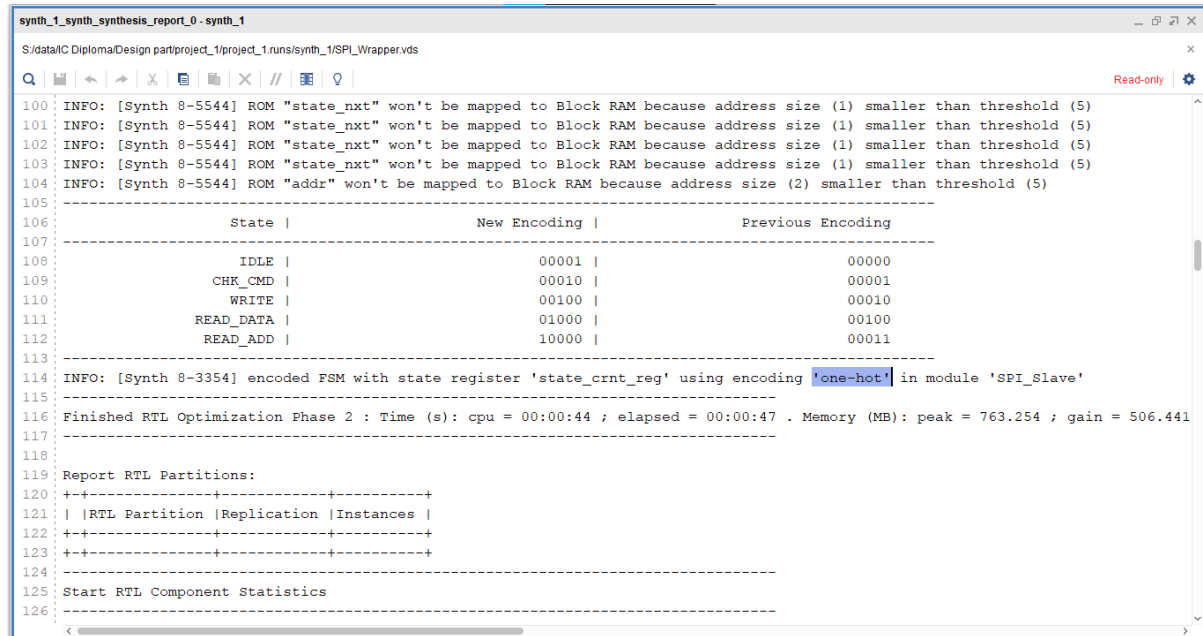 synth_1_synth_synthesis_report_0 - synth_1
S:/data/IC Diploma/Design part/project_1/project_1.runs/synth_1/SPI_Wrapper.vds
Read-only
100 INFO: [Synth 8-5544] ROM "state_nxt" won't be mapped to Block RAM because address size (1) smaller than threshold (5)
101 INFO: [Synth 8-5544] ROM "state_nxt" won't be mapped to Block RAM because address size (1) smaller than threshold (5)
102 INFO: [Synth 8-5544] ROM "state_nxt" won't be mapped to Block RAM because address size (1) smaller than threshold (5)
103 INFO: [Synth 8-5544] ROM "state_nxt" won't be mapped to Block RAM because address size (1) smaller than threshold (5)
104 INFO: [Synth 8-5544] ROM "addr" won't be mapped to Block RAM because address size (2) smaller than threshold (5)
105 ---------------------------------------------------------------------------------------------------
106                    State |                     New Encoding |                Previous Encoding
107 ---------------------------------------------------------------------------------------------------
108                     IDLE |                            00001 |                            00000
109                  CHK_CMD |                            00010 |                            00001
110                    WRITE |                            00100 |                            00010
111                READ_DATA |                            01000 |                            00100
112                 READ_ADD |                            10000 |                            00011
113 ---------------------------------------------------------------------------------------------------
114 INFO: [Synth 8-3354] encoded FSM with state register 'state_crnt_reg' using encoding 'one-hot' in module 'SPI_Slave'
115 ---------------------------------------------------------------------------------
116 Finished RTL Optimization Phase 2 : Time (s): cpu = 00:00:44 ; elapsed = 00:00:47 . Memory (MB): peak = 763.254 ; gain = 506.441
117 ---------------------------------------------------------------------------------
118
119 Report RTL Partitions:
120 +-+--------------+------------+----------+
121 | |RTL Partition |Replication |Instances |
122 +-+--------------+------------+----------+
123 +-+--------------+------------+----------+
124 ---------------------------------------------------------------------------------
125 Start RTL Component Statistics
126 ---------------------------------------------------------------------------------